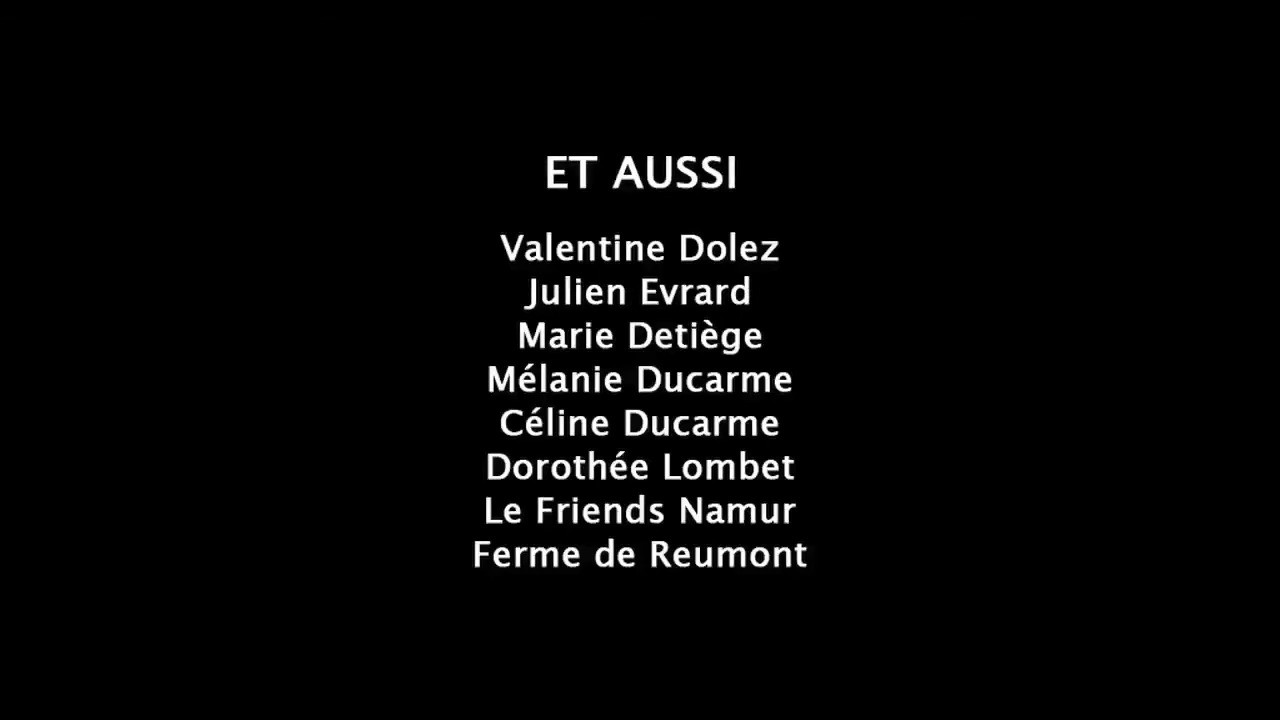 ET AUSSI
Valentine Dolez
Julien Evrard
Marie Detiège
Mélanie Ducarme
Céline Ducarme
Dorothée Lombet
Le Friends Namur
Ferme de Reumont